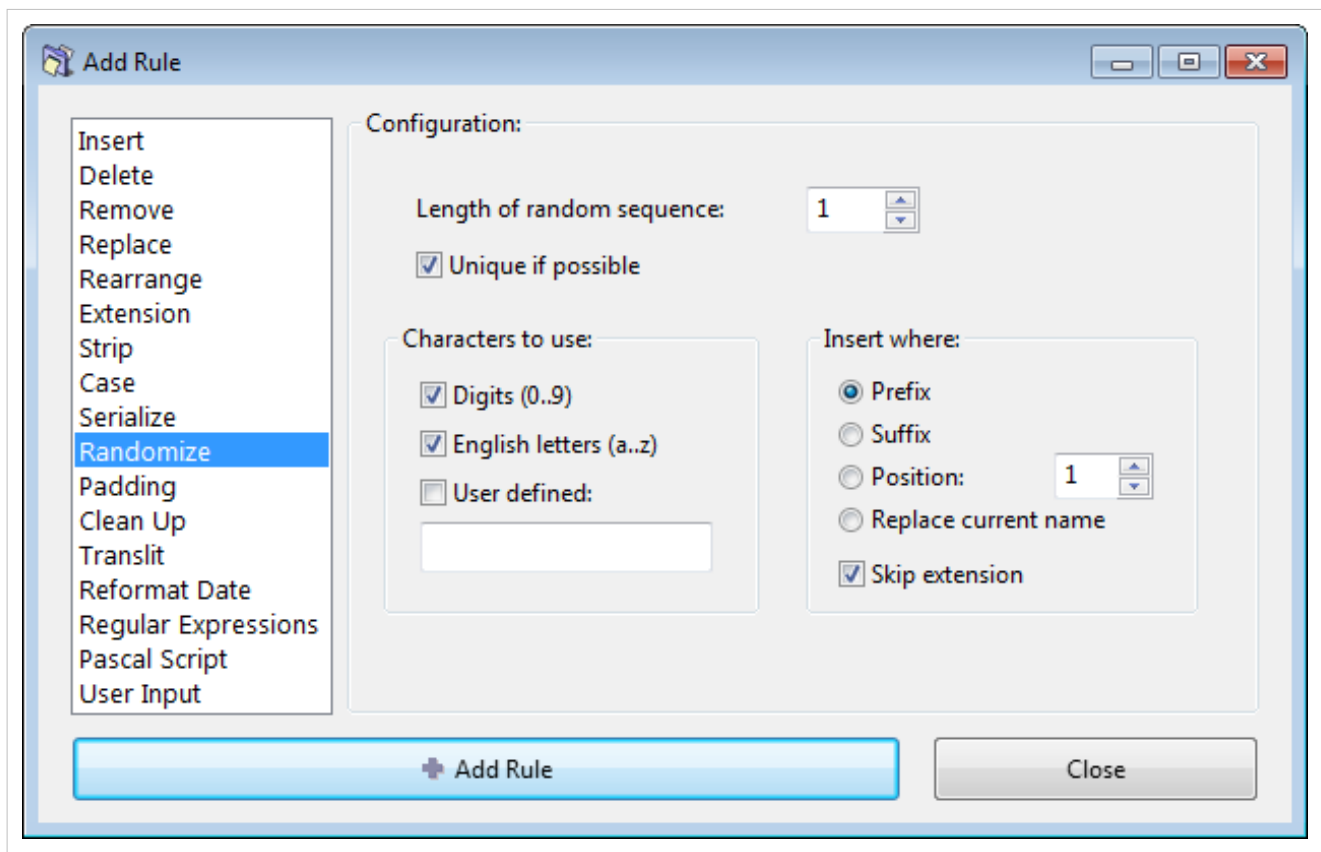 Add Rule
Insert
Delete
Remove
Replace
Rearrange
Extension
Strip
Case
Serialize
Randomize
Padding
Clean Up
Translit
Reformat Date
Regular Expressions
Pascal Script
User Input
Configuration:
Length of random sequence: 1
Unique if possible
Characters to use:
Digits (0..9)
English letters (a..z)
User defined:
Insert where:
Prefix
Suffix
Position: 1
Replace current name
Skip extension
Add Rule
Close